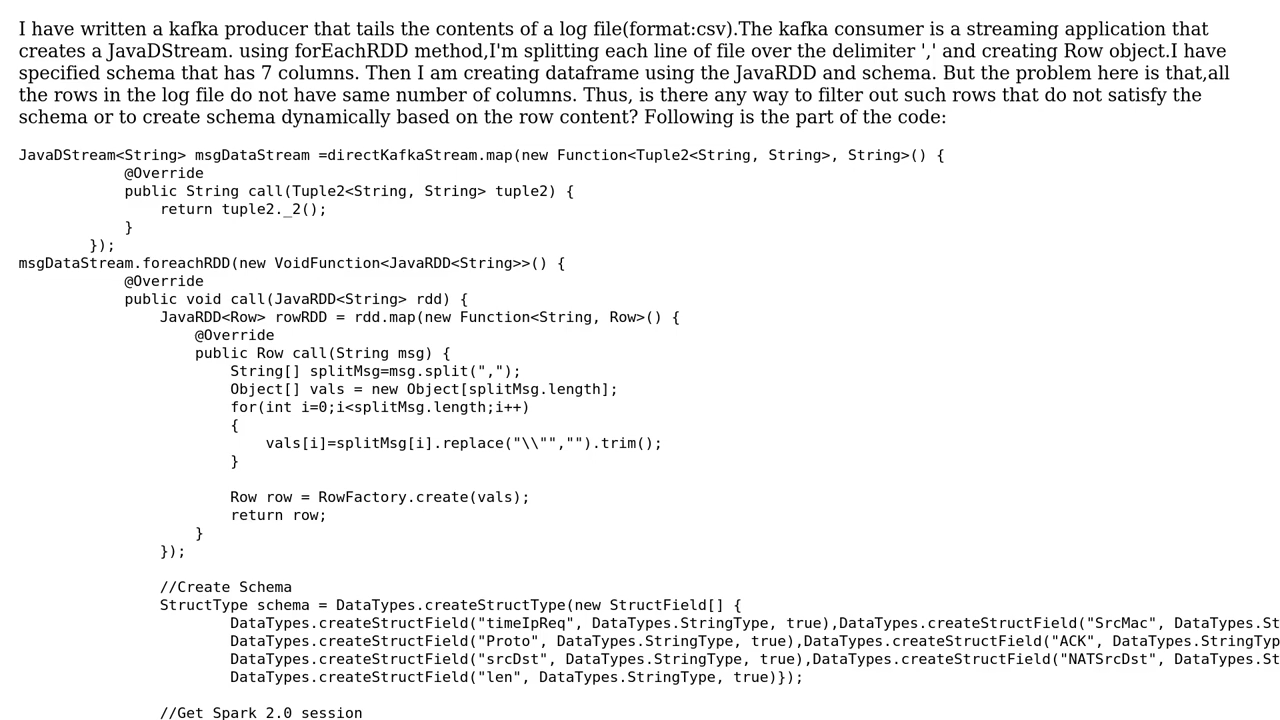 I have written a kafka producer that tails the contents of a log file(format:csv).The kafka consumer is a streaming application that
creates a JavaDStream. using forEachRDD method,I'm splitting each line of file over the delimiter ',' and creating Row object.I have
specified schema that has 7 columns. Then I am creating dataframe using the JavaRDD and schema. But the problem here is that,all
the rows in the log file do not have same number of columns. Thus, is there any way to filter out such rows that do not satisfy the
schema or to create schema dynamically based on the row content? Following is the part of the code:
JavaDStream<String> msgDataStream =directKafkaStream.map(new Function<Tuple2<String, String>, String>() {
            @Override
            public String call(Tuple2<String, String> tuple2) {
                return tuple2._2();
            }
        });
msgDataStream.foreachRDD(new VoidFunction<JavaRDD<String>>() {
            @Override
            public void call(JavaRDD<String> rdd) {
                JavaRDD<Row> rowRDD = rdd.map(new Function<String, Row>() {
                    @Override
                    public Row call(String msg) {
                        String[] splitMsg=msg.split(",");
                        Object[] vals = new Object[splitMsg.length];
                        for(int i=0;i<splitMsg.length;i++)
                        {
                            vals[i]=splitMsg[i].replace("\\"","").trim();
                        }
                        Row row = RowFactory.create(vals);
                        return row;
                    }
                });
                //Create Schema
                StructType schema = DataTypes.createStructType(new StructField[] {
                        DataTypes.createStructField("timeIpReq", DataTypes.StringType, true),DataTypes.createStructField("SrcMac", DataTypes.St
                        DataTypes.createStructField("Proto", DataTypes.StringType, true),DataTypes.createStructField("ACK", DataTypes.StringTyp
                        DataTypes.createStructField("srcDst", DataTypes.StringType, true),DataTypes.createStructField("NATSrcDst", DataTypes.St
                        DataTypes.createStructField("len", DataTypes.StringType, true)});
                //Get Spark 2.0 session